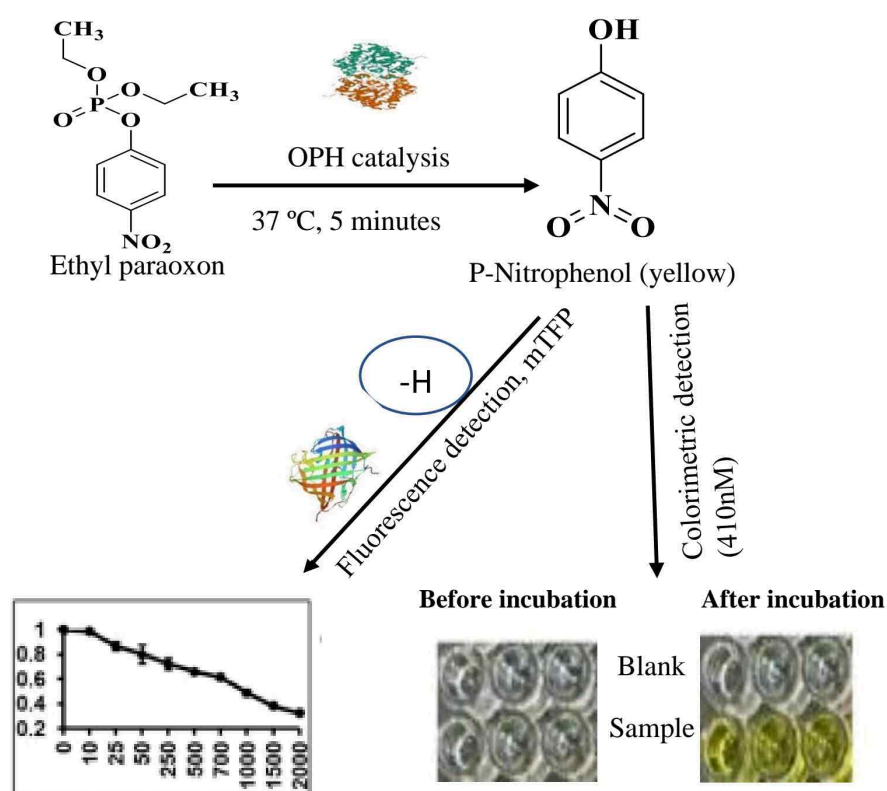 CH₃
O
O
CH₃
O=P
O
NO₂
Ethyl paraoxon
OPH catalysis
37 ºC, 5 minutes
OH
N
O
O
P-Nitrophenol (yellow)
-H
Fluorescence detection, mTFP
Colorimetric detection
(410nM)
Before incubation
After incubation
Blank
Sample
1
0.8
0.6
0.4
0.2
0
10
25
50
250
500
700
1000
1500
2000